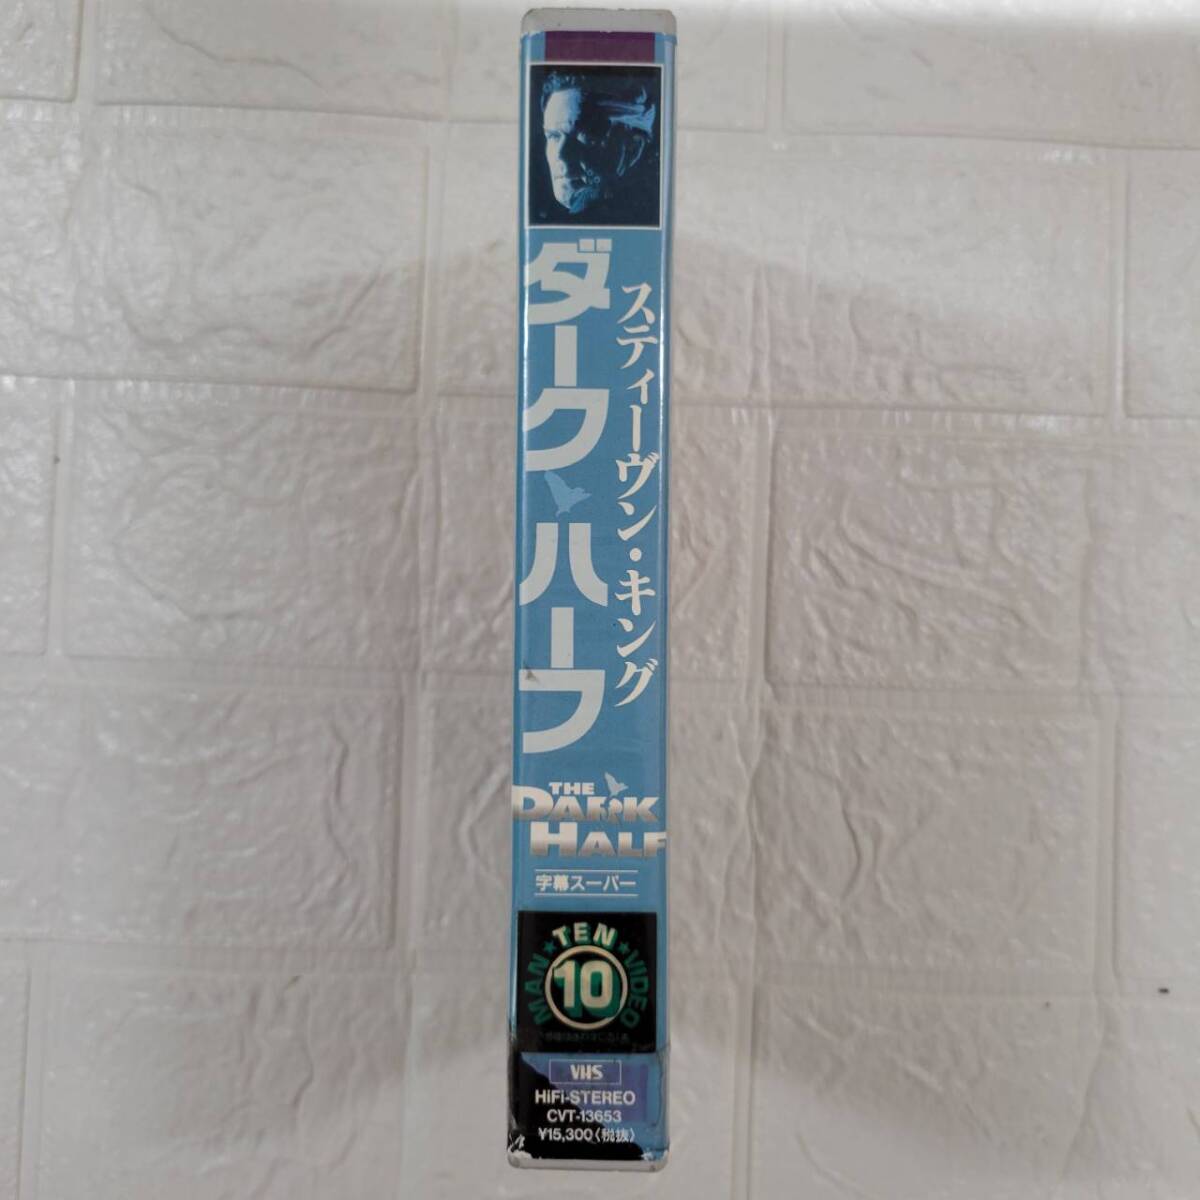 スティーヴン・キング
ダーク・ハーフ
THE
DARK
HALF
字幕スーパー
MAN★TEN★VIDEO
10
VHS
HiFi-STEREO
CVT-13653
¥15,300〈税抜〉